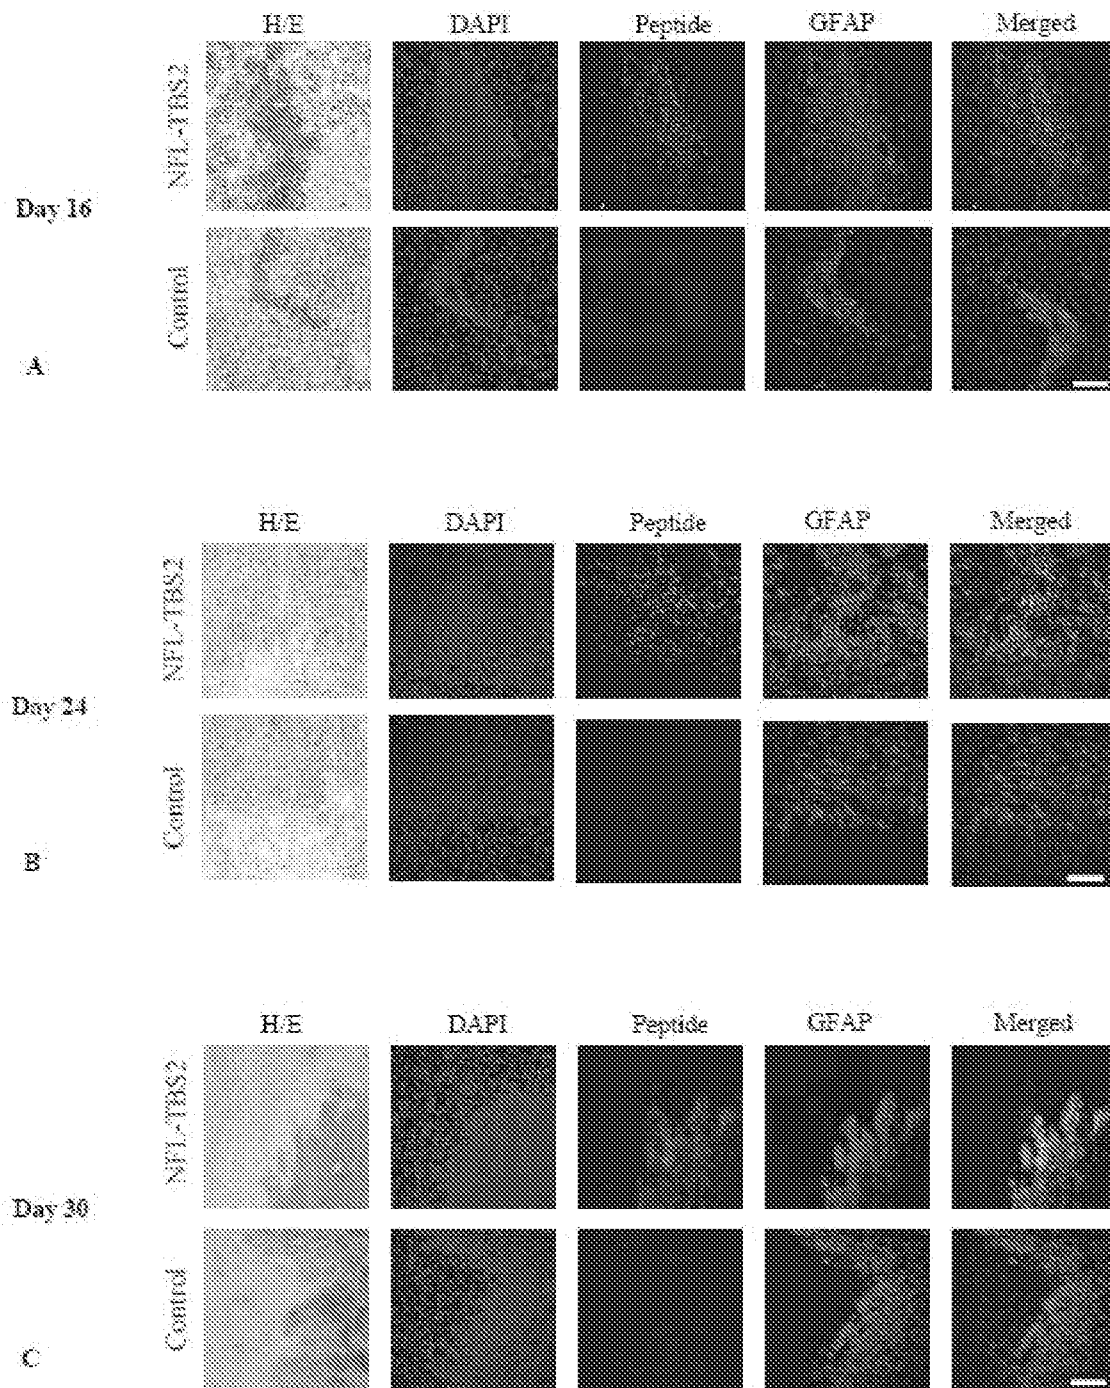 H/E DAPI Peptide GFAP Merged
NFL-TBS2
Day 16
Control
A
H/E DAPI Peptide GFAP Merged
NFL-TBS2
Day 24
Control
B
H/E DAPI Peptide GFAP Merged
NFL-TBS2
Day 30
Control
C